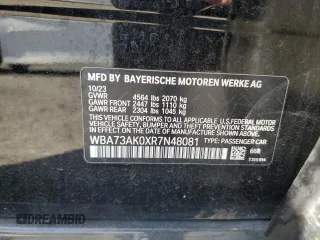 MFD BY BAYERISCHE MOTOREN WERKE AG
10/23
GVWR 4564 lbs 2070 kg
GAWR FRONT 2447 lbs 1110 kg
GAWR REAR 2304 lbs 1045 kg
THIS VEHICLE CONFORMS TO ALL APPLICABLE U.S. FEDERAL MOTOR
VEHICLE SAFETY, BUMPER, AND THEFT PREVENTION STANDARDS IN EFFECT
ON THE DATE OF MANUFACTURE SHOWN ABOVE.
WBA73AK0XR7N48081 TYPE: PASSENGER CAR
668
© DREAMBID .COM